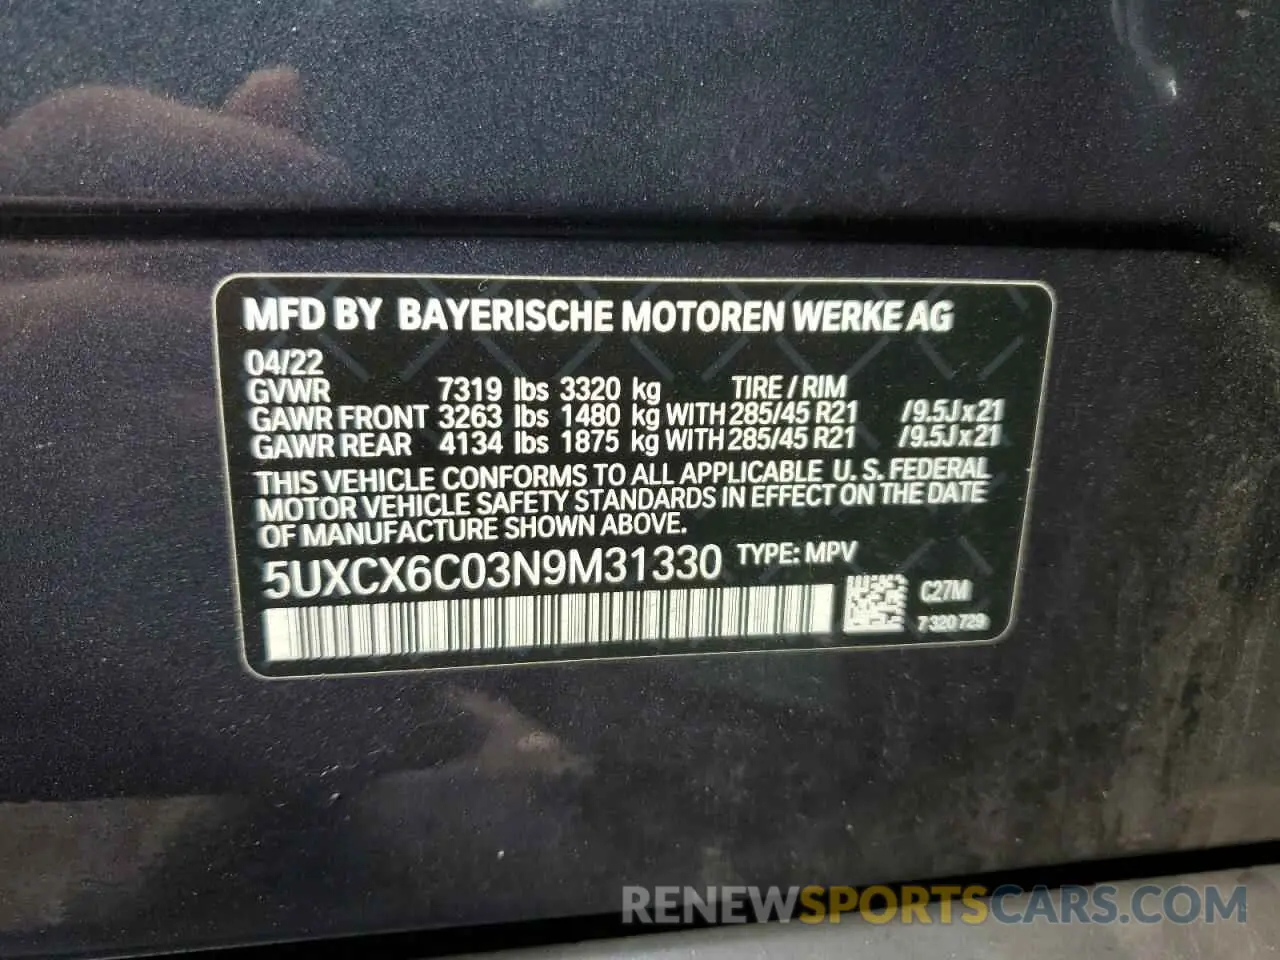 MFD BY BAYERISCHE MOTOREN WERKE AG
04/22
GVWR 7319 lbs 3320 kg TIRE / RIM
GAWR FRONT 3263 lbs 1480 kg WITH 285/45 R21 /9.5J x 21
GAWR REAR 4134 lbs 1875 kg WITH 285/45 R21 /9.5J x 21
THIS VEHICLE CONFORMS TO ALL APPLICABLE U. S. FEDERAL
MOTOR VEHICLE SAFETY STANDARDS IN EFFECT ON THE DATE
OF MANUFACTURE SHOWN ABOVE.
5UXCX6C03N9M31330 TYPE: MPV
C27M
7 320 729
RENEWSPORTSCARS.COM